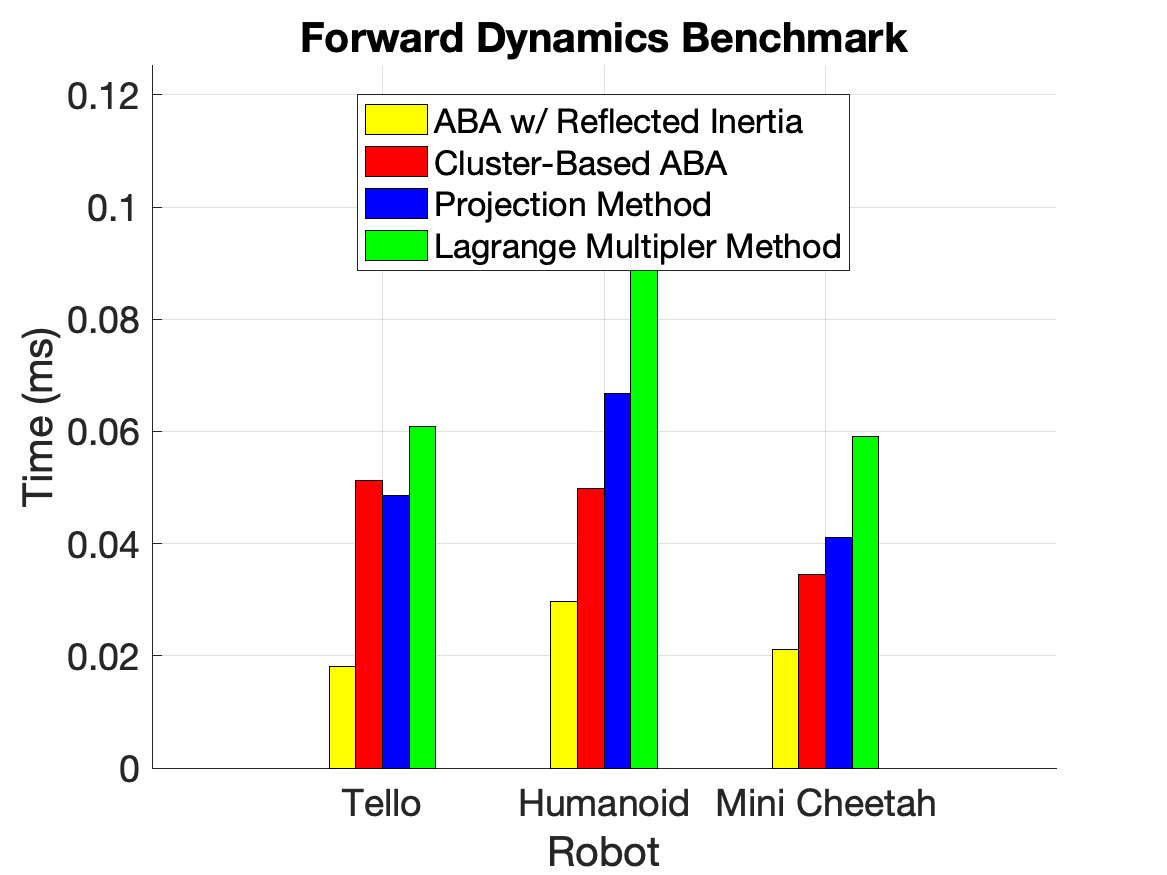 Forward Dynamics Benchmark
0.12
0.1
0.08
0.06
0.04
0.02
0
Time (ms)
ABA w/ Reflected Inertia
Cluster-Based ABA
Projection Method
Lagrange Multipler Method
Tello
Humanoid
Mini Cheetah
Robot